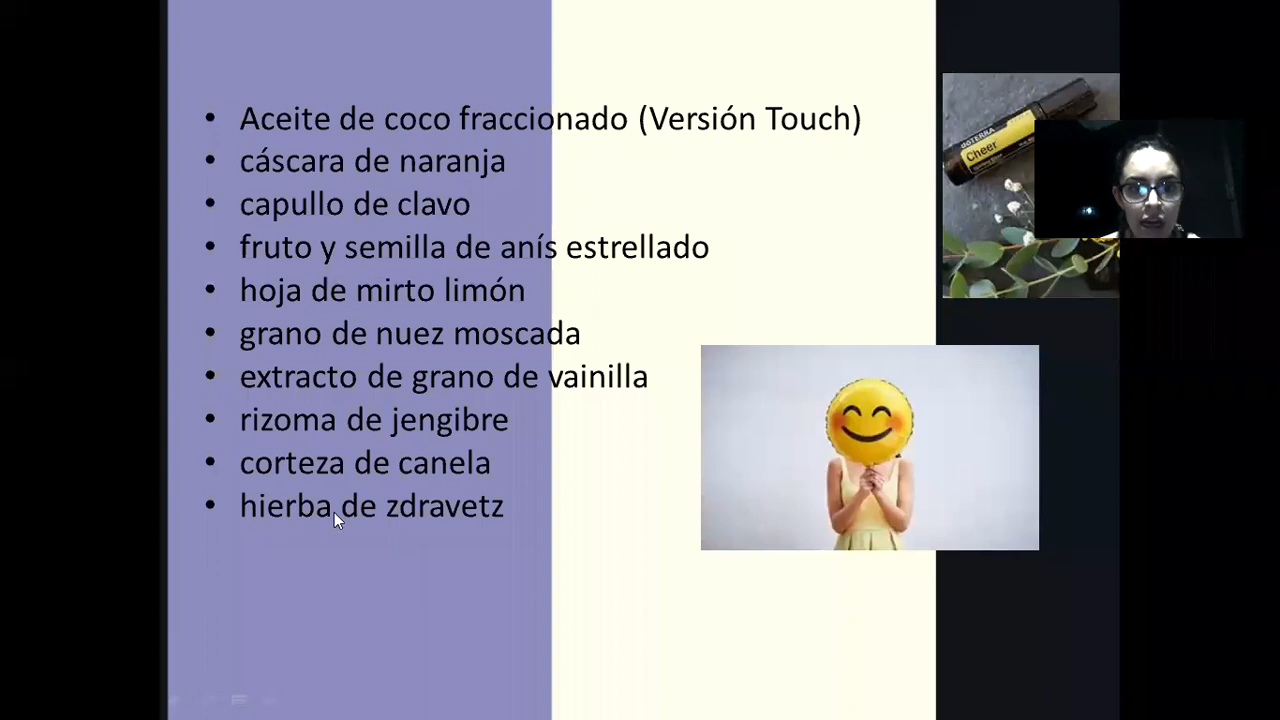 Aceite de coco fraccionado (Versión Touch)
cáscara de naranja
capullo de clavo
fruto y semilla de anís estrellado
hoja de mirto limón
grano de nuez moscada
extracto de grano de vainilla
rizoma de jengibre
corteza de canela
hierba de zdravetz
doTERRA
Cheer